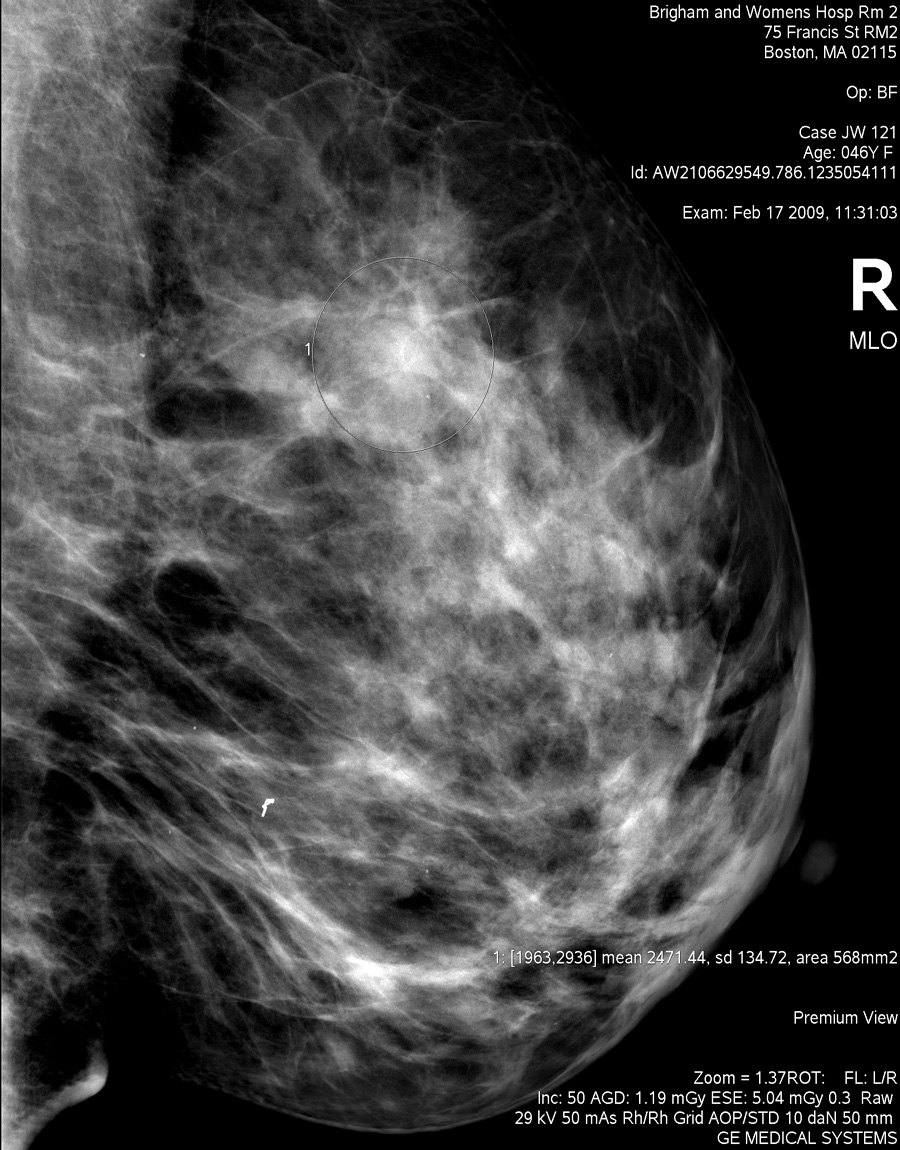 Brigham and Womens Hosp Rm 2
75 Francis St RM2
Boston, MA 02115
Op: BF
Case JW 121
Age: 046Y F
Id: AW2106629549.786.1235054111
Exam: Feb 17 2009, 11:31:03
R
MLO
1
1: [1963,2936] mean 2471.44, sd 134.72, area 568mm2
Premium View
Zoom = 1.37ROT: FL: L/R
Inc: 50 AGD: 1.19 mGy ESE: 5.04 mGy 0.3 Raw
29 kV 50 mAs Rh/Rh Grid AOP/STD 10 daN 50 mm
GE MEDICAL SYSTEMS